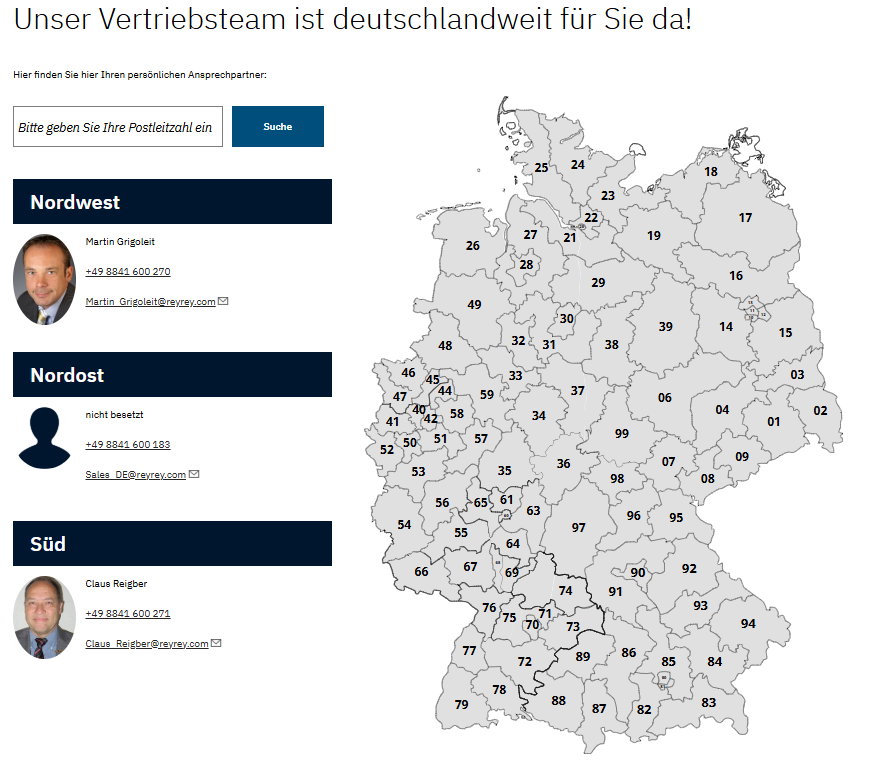 Unser Vertriebsteam ist deutschlandweit für Sie da!
Hier finden Sie hier Ihren persönlichen Ansprechpartner:
Bitte geben Sie Ihre Postleitzahl ein
Suche
Nordwest
Martin Grigoleit
+49 8841 600 270
Martin_Grigoleit@reyrey.com
Nordost
nicht besetzt
+49 8841 600 183
Sales_DE@reyrey.com
Süd
Claus Reigber
+49 8841 600 271
Claus_Reigber@reyrey.com
25 24
18
23
22
17
27 21 19
26
28
16
29
49
30
39 14 15
32 31 38
48
46 45 33 03
47 44 59 37 06
40 04 02
41 42 58 34 01
50 51 57 99
52 09
53 35 36 07
98 08
56 65 61
63 96 95
54 97
55 64
66 67 69 90 92
74 91
76 93
75 71
70 73 94
77 72 89 86 85 84
78
79 88 87 82 83